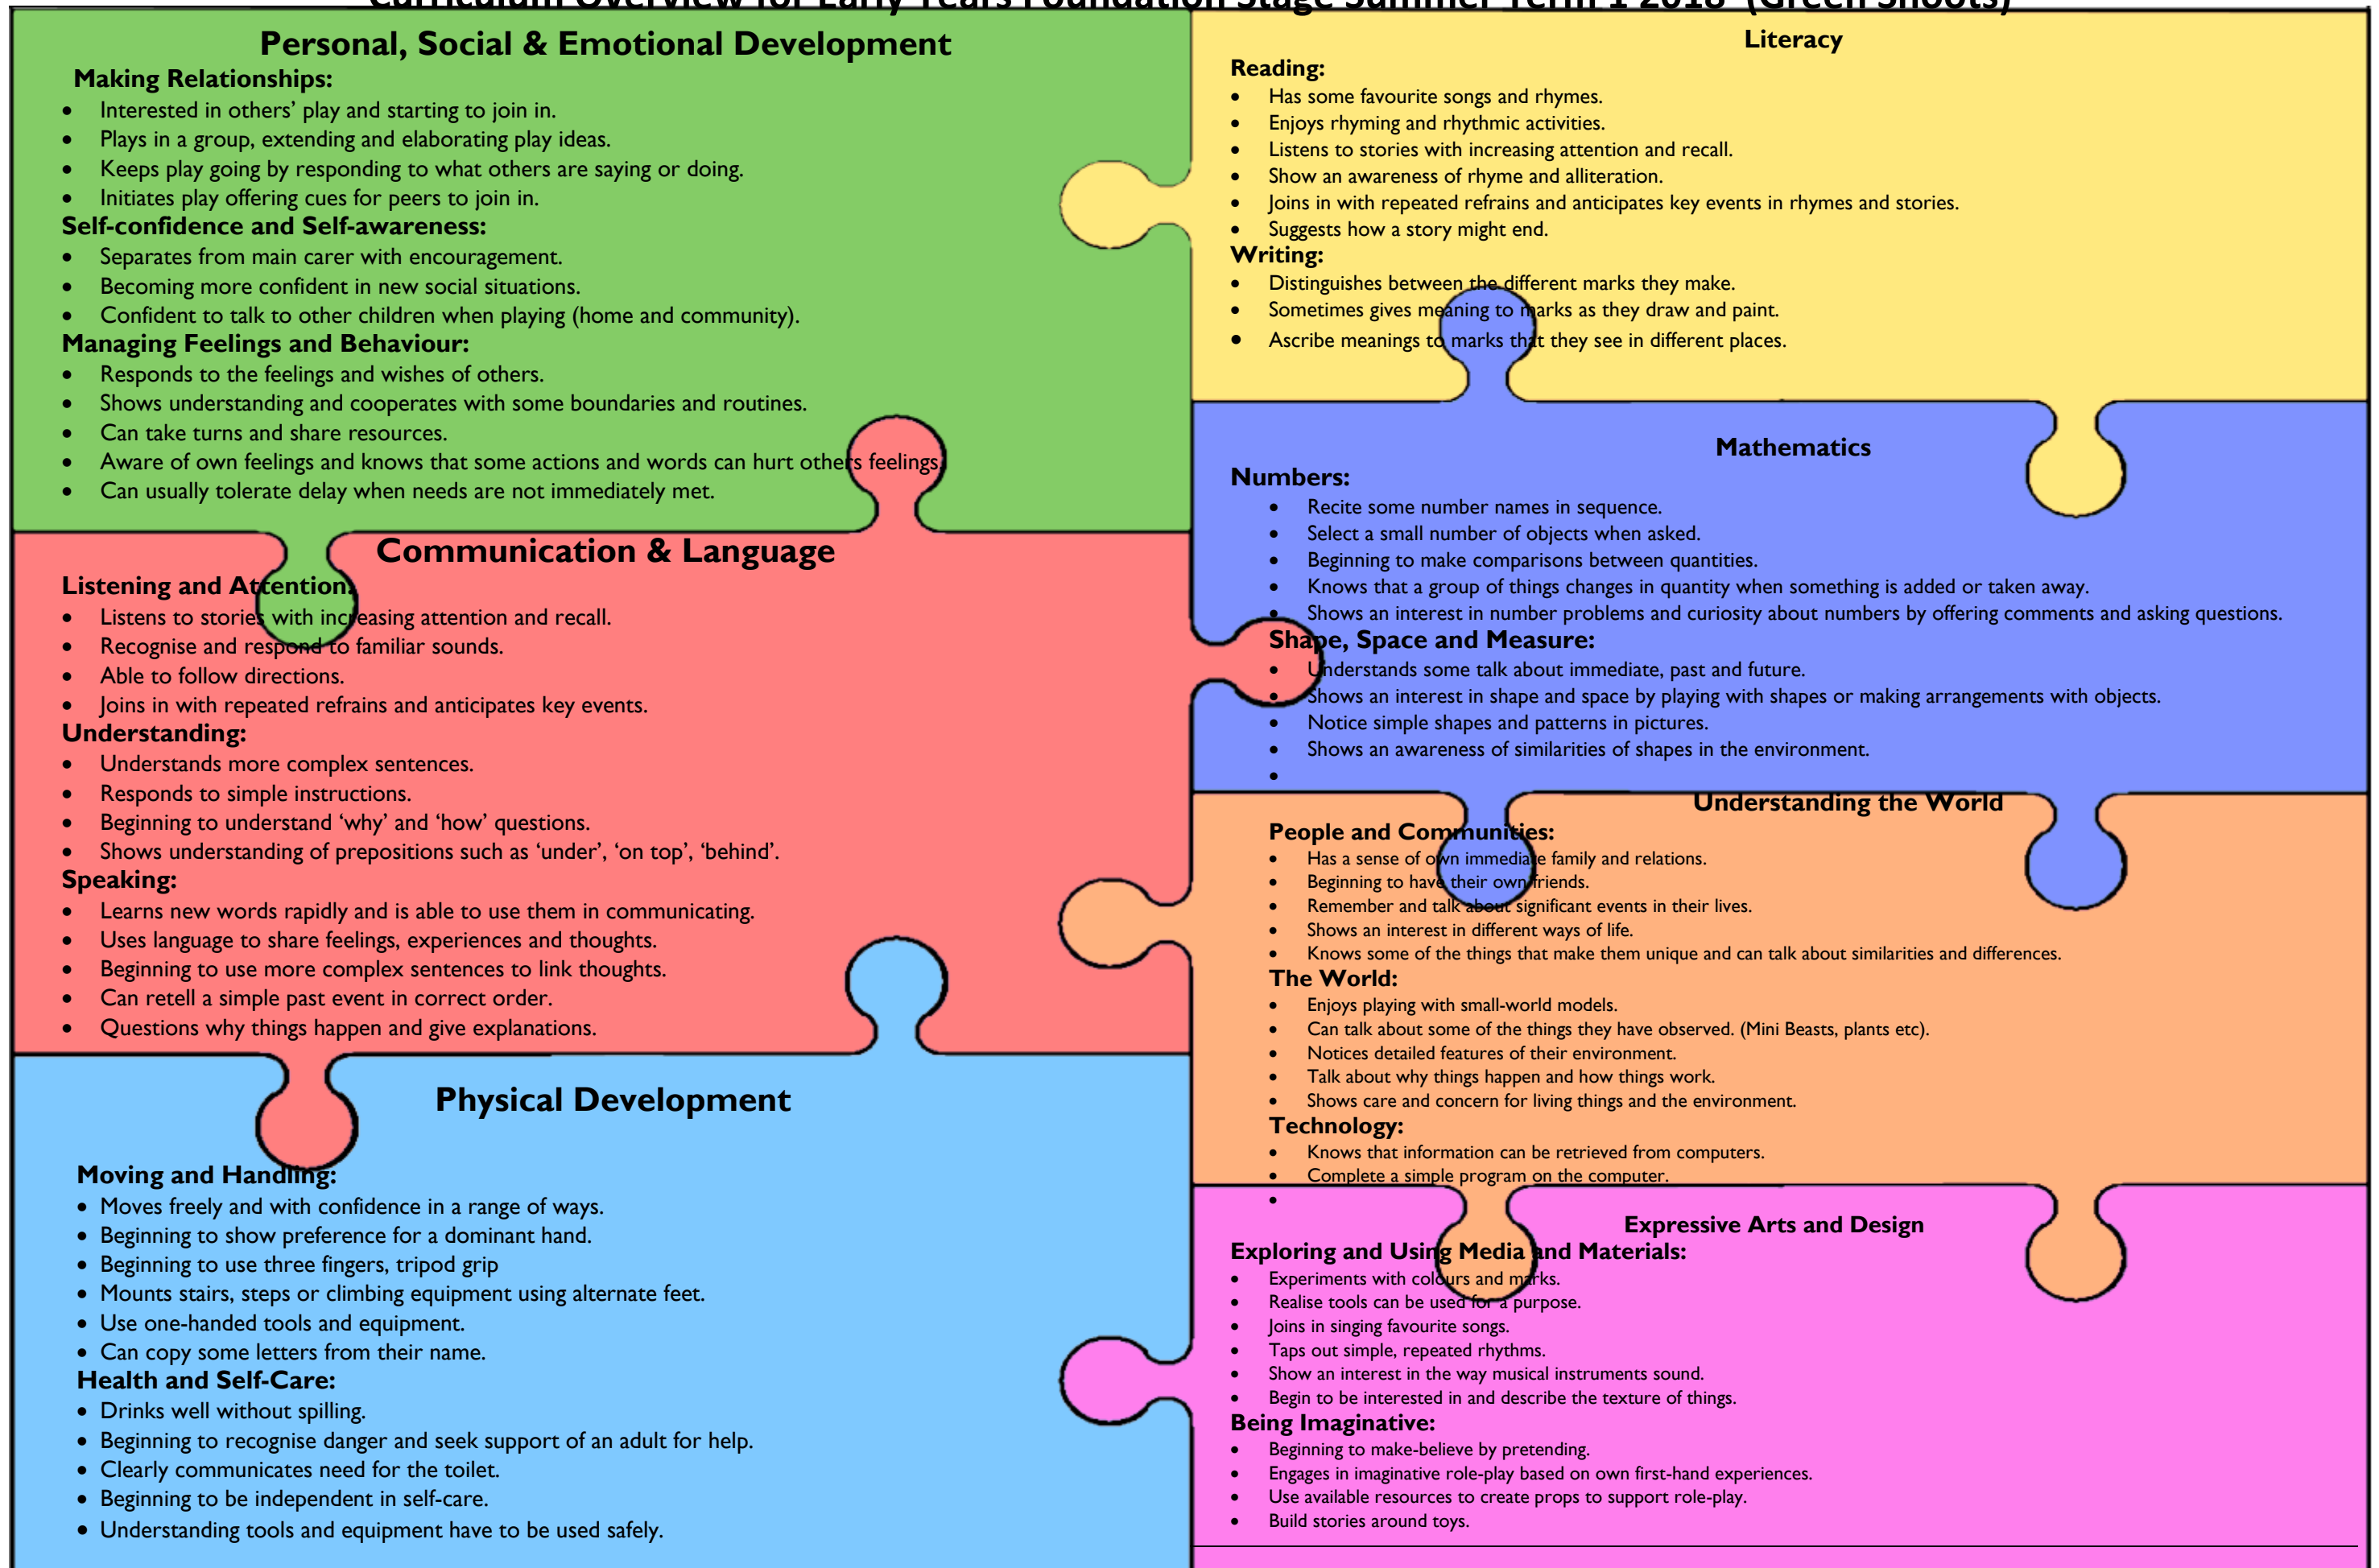 Curriculum Overview for Early Years Foundation Stage Summer Term 1 2018 (Green Shoots)
Personal, Social & Emotional Development
Making Relationships:
• Interested in others’ play and starting to join in.
• Plays in a group, extending and elaborating play ideas.
• Keeps play going by responding to what others are saying or doing.
• Initiates play offering cues for peers to join in.
Self-confidence and Self-awareness:
• Separates from main carer with encouragement.
• Becoming more confident in new social situations.
• Confident to talk to other children when playing (home and community).
Managing Feelings and Behaviour:
• Responds to the feelings and wishes of others.
• Shows understanding and cooperates with some boundaries and routines.
• Can take turns and share resources.
• Aware of own feelings and knows that some actions and words can hurt others feelings.
• Can usually tolerate delay when needs are not immediately met.
Communication & Language
Listening and Attention:
• Listens to stories with increasing attention and recall.
• Recognise and respond to familiar sounds.
• Able to follow directions.
• Joins in with repeated refrains and anticipates key events.
Understanding:
• Understands more complex sentences.
• Responds to simple instructions.
• Beginning to understand ‘why’ and ‘how’ questions.
• Shows understanding of prepositions such as ‘under’, ‘on top’, ‘behind’.
Speaking:
• Learns new words rapidly and is able to use them in communicating.
• Uses language to share feelings, experiences and thoughts.
• Beginning to use more complex sentences to link thoughts.
• Can retell a simple past event in correct order.
• Questions why things happen and give explanations.
Physical Development
Moving and Handling:
• Moves freely and with confidence in a range of ways.
• Beginning to show preference for a dominant hand.
• Beginning to use three fingers, tripod grip
• Mounts stairs, steps or climbing equipment using alternate feet.
• Use one-handed tools and equipment.
• Can copy some letters from their name.
Health and Self-Care:
• Drinks well without spilling.
• Beginning to recognise danger and seek support of an adult for help.
• Clearly communicates need for the toilet.
• Beginning to be independent in self-care.
• Understanding tools and equipment have to be used safely.
Literacy
Reading:
• Has some favourite songs and rhymes.
• Enjoys rhyming and rhythmic activities.
• Listens to stories with increasing attention and recall.
• Show an awareness of rhyme and alliteration.
• Joins in with repeated refrains and anticipates key events in rhymes and stories.
• Suggests how a story might end.
Writing:
• Distinguishes between the different marks they make.
• Sometimes gives meaning to marks as they draw and paint.
• Ascribe meanings to marks that they see in different places.
Mathematics
Numbers:
• Recite some number names in sequence.
• Select a small number of objects when asked.
• Beginning to make comparisons between quantities.
• Knows that a group of things changes in quantity when something is added or taken away.
• Shows an interest in number problems and curiosity about numbers by offering comments and asking questions.
Shape, Space and Measure:
• Understands some talk about immediate, past and future.
• Shows an interest in shape and space by playing with shapes or making arrangements with objects.
• Notice simple shapes and patterns in pictures.
• Shows an awareness of similarities of shapes in the environment.
•
Understanding the World
People and Communities:
• Has a sense of own immediate family and relations.
• Beginning to have their own friends.
• Remember and talk about significant events in their lives.
• Shows an interest in different ways of life.
• Knows some of the things that make them unique and can talk about similarities and differences.
The World:
• Enjoys playing with small-world models.
• Can talk about some of the things they have observed. (Mini Beasts, plants etc).
• Notices detailed features of their environment.
• Talk about why things happen and how things work.
• Shows care and concern for living things and the environment.
Technology:
• Knows that information can be retrieved from computers.
• Complete a simple program on the computer.
•
Expressive Arts and Design
Exploring and Using Media and Materials:
• Experiments with colours and marks.
• Realise tools can be used for a purpose.
• Joins in singing favourite songs.
• Taps out simple, repeated rhythms.
• Show an interest in the way musical instruments sound.
• Begin to be interested in and describe the texture of things.
Being Imaginative:
• Beginning to make-believe by pretending.
• Engages in imaginative role-play based on own first-hand experiences.
• Use available resources to create props to support role-play.
• Build stories around toys.